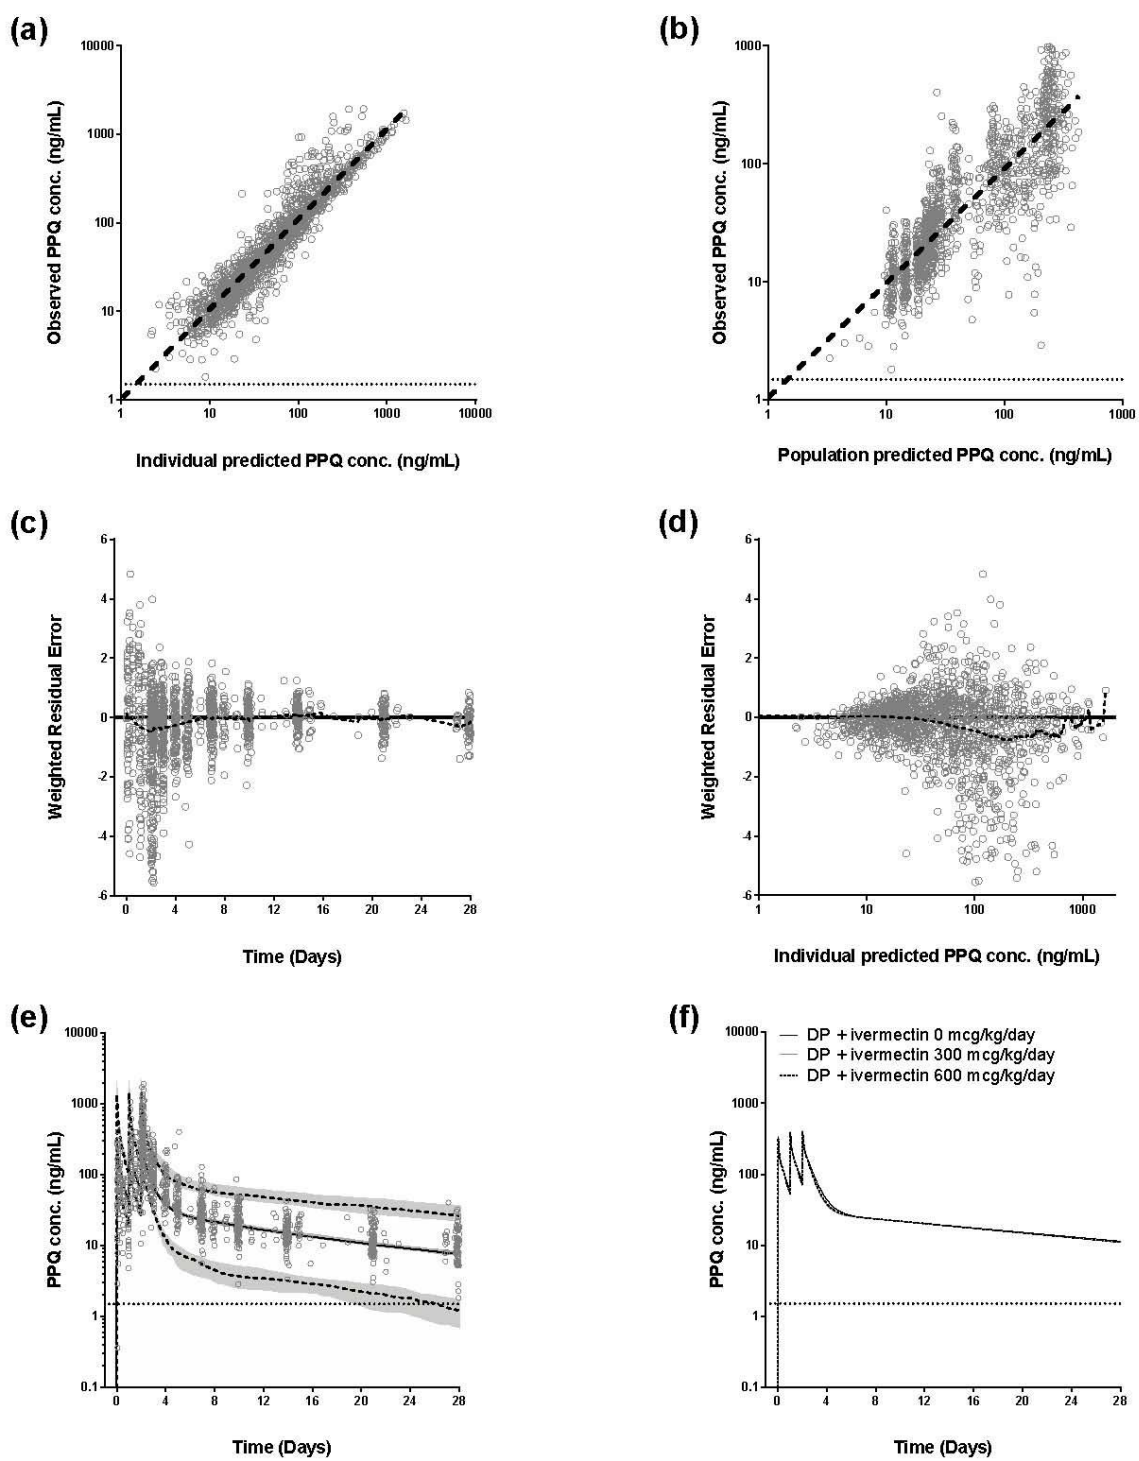 (a)
10000
1000
100
10
1
1 10 100 1000 10000
Observed PPQ conc. (ng/mL)
Individual predicted PPQ conc. (ng/mL)
(b)
1000
100
10
1
1 10 100 1000
Observed PPQ conc. (ng/mL)
Population predicted PPQ conc. (ng/mL)
(c)
6
4
2
0
-2
-4
-6
0 4 8 12 16 20 24 28
Weighted Residual Error
Time (Days)
(d)
6
4
2
0
-2
-4
-6
1 10 100 1000
Weighted Residual Error
Individual predicted PPQ conc. (ng/mL)
(e)
10000
1000
100
10
1
0.1
0 4 8 12 16 20 24 28
PPQ conc. (ng/mL)
Time (Days)
(f)
DP + ivermectin 0 mcg/kg/day
DP + ivermectin 300 mcg/kg/day
DP + ivermectin 600 mcg/kg/day
10000
1000
100
10
1
0.1
0 4 8 12 16 20 24 28
PPQ conc. (ng/mL)
Time (Days)